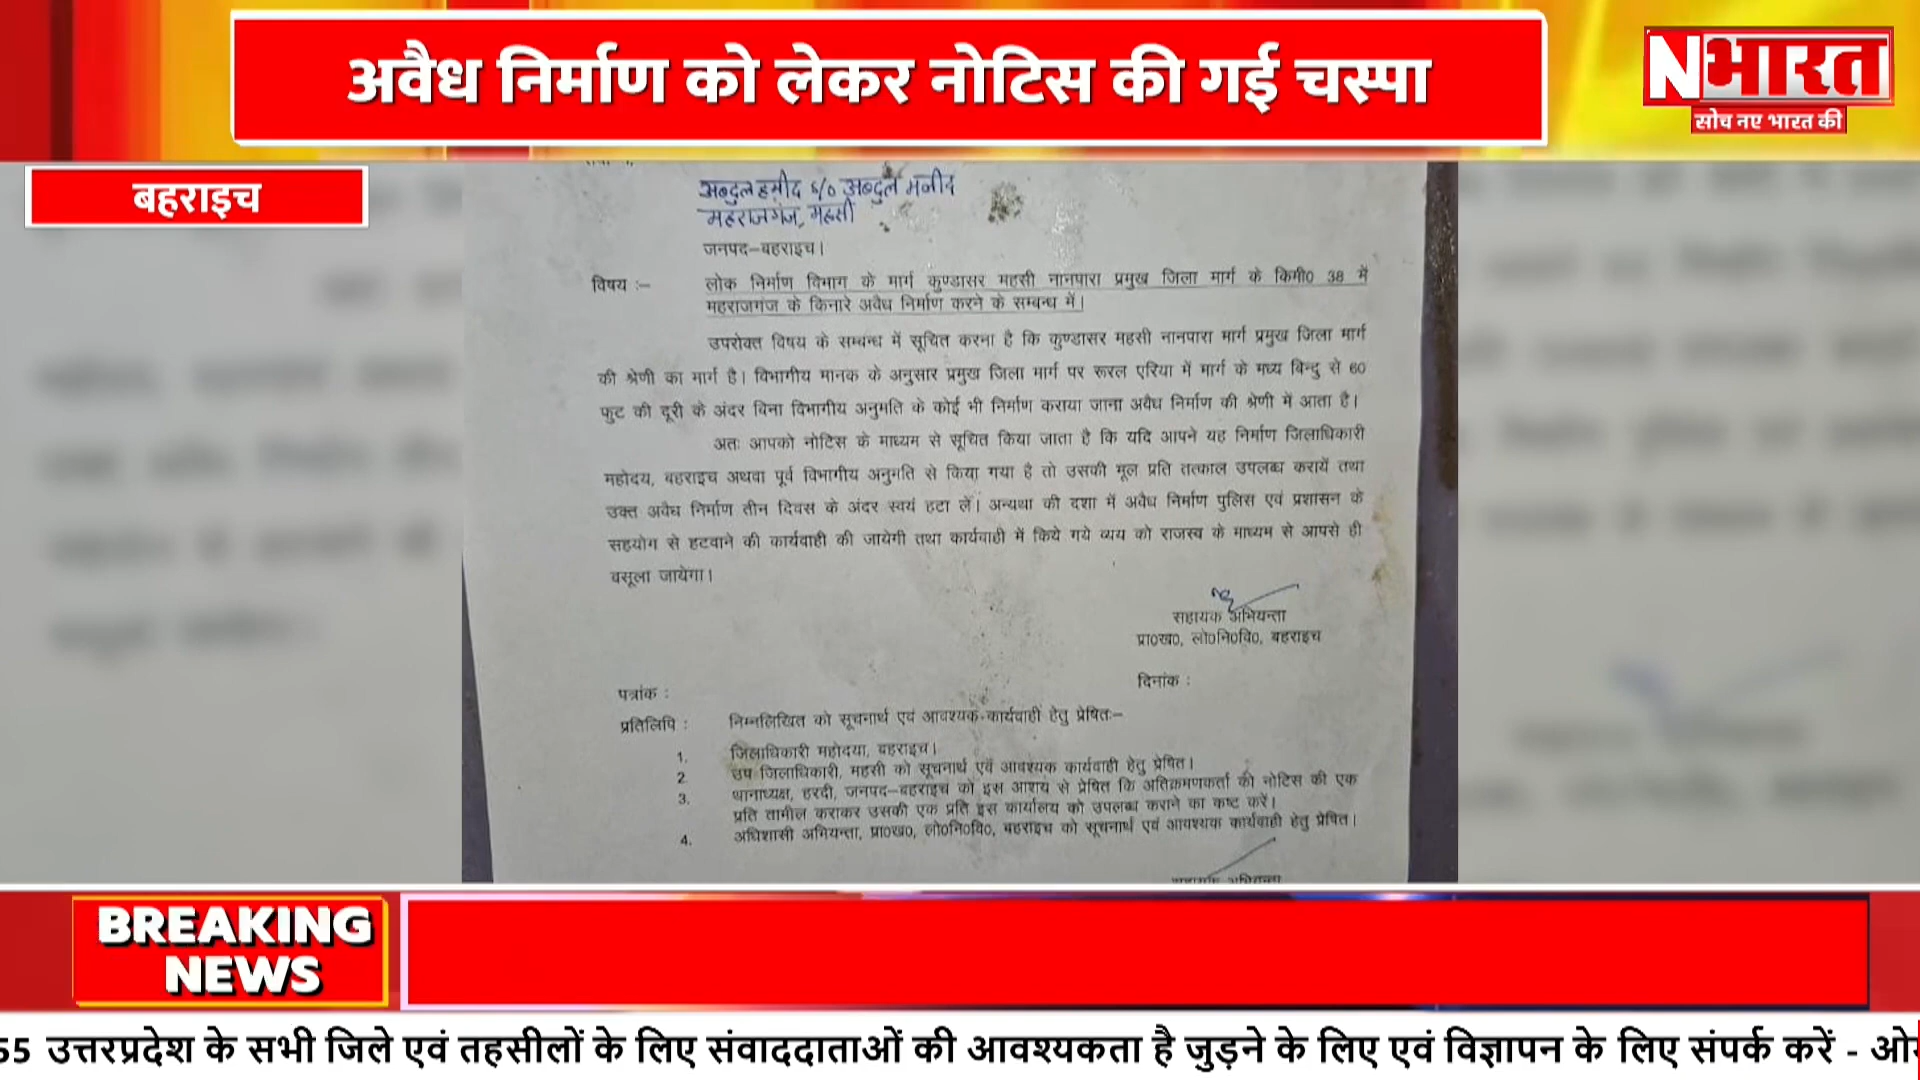 अवैध निर्माण को लेकर नोटिस की गई चस्पा
Nभारत
सोच नए भारत की
बहराइच
अब्दुल हमीद s/o अब्दुल मजीद
महराजगंज, महसी
जनपद–बहराइच।
विषय :– लोक निर्माण विभाग के मार्ग कुण्डासर महसी नानपारा प्रमुख जिला मार्ग के किमी0 38 में
महराजगंज के किनारे अवैध निर्माण करने के सम्बन्ध में।
उपरोक्त विषय के सम्बन्ध में सूचित करना है कि कुण्डासर महसी नानपारा मार्ग प्रमुख जिला मार्ग
की श्रेणी का मार्ग है। विभागीय मानक के अनुसार प्रमुख जिला मार्ग पर रूरल एरिया में मार्ग के मध्य बिन्दु से 60
फुट की दूरी के अंदर बिना विभागीय अनुमति के कोई भी निर्माण कराया जाना अवैध निर्माण की श्रेणी में आता है।
अतः आपको नोटिस के माध्यम से सूचित किया जाता है कि यदि आपने यह निर्माण जिलाधिकारी
महोदय, बहराइच अथवा पूर्व विभागीय अनुमति से किया गया है तो उसकी मूल प्रति तत्काल उपलब्ध करायें तथा
उक्त अवैध निर्माण तीन दिवस के अंदर स्वयं हटा लें। अन्यथा की दशा में अवैध निर्माण पुलिस एवं प्रशासन के
सहयोग से हटवाने की कार्यवाही की जायेगी तथा कार्यवाही में किये गये व्यय को राजस्व के माध्यम से आपसे ही
वसूला जायेगा।
सहायक अभियन्ता
प्रा0ख0, लो0नि0वि0, बहराइच
पत्रांक : दिनांक :
प्रतिलिपि : निम्नलिखित को सूचनार्थ एवं आवश्यक कार्यवाही हेतु प्रेषितः–
1. जिलाधिकारी महोदया, बहराइच।
2. उप जिलाधिकारी, महसी को सूचनार्थ एवं आवश्यक कार्यवाही हेतु प्रेषित।
3. थानाध्यक्ष, हरदी, जनपद–बहराइच को इस आशय से प्रेषित कि अतिक्रमणकर्ता की नोटिस की एक
प्रति तामील कराकर उसकी एक प्रति इस कार्यालय को उपलब्ध कराने का कष्ट करें।
4. अधिशासी अभियन्ता, प्रा0ख0, लो0नि0वि0, बहराइच को सूचनार्थ एवं आवश्यक कार्यवाही हेतु प्रेषित।
सहायक अभियन्ता
BREAKING
NEWS
55 उत्तरप्रदेश के सभी जिले एवं तहसीलों के लिए संवाददाताओं की आवश्यकता है जुड़ने के लिए एवं विज्ञापन के लिए संपर्क करें -